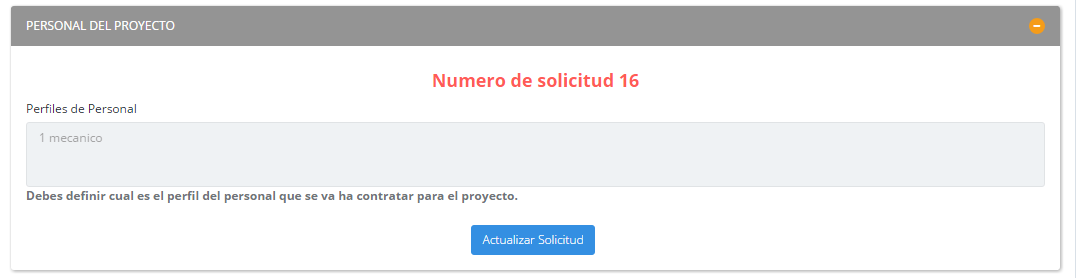 PERSONAL DEL PROYECTO
Numero de solicitud 16
Perfiles de Personal
1 mecanico
Debes definir cual es el perfil del personal que se va ha contratar para el proyecto.
Actualizar Solicitud